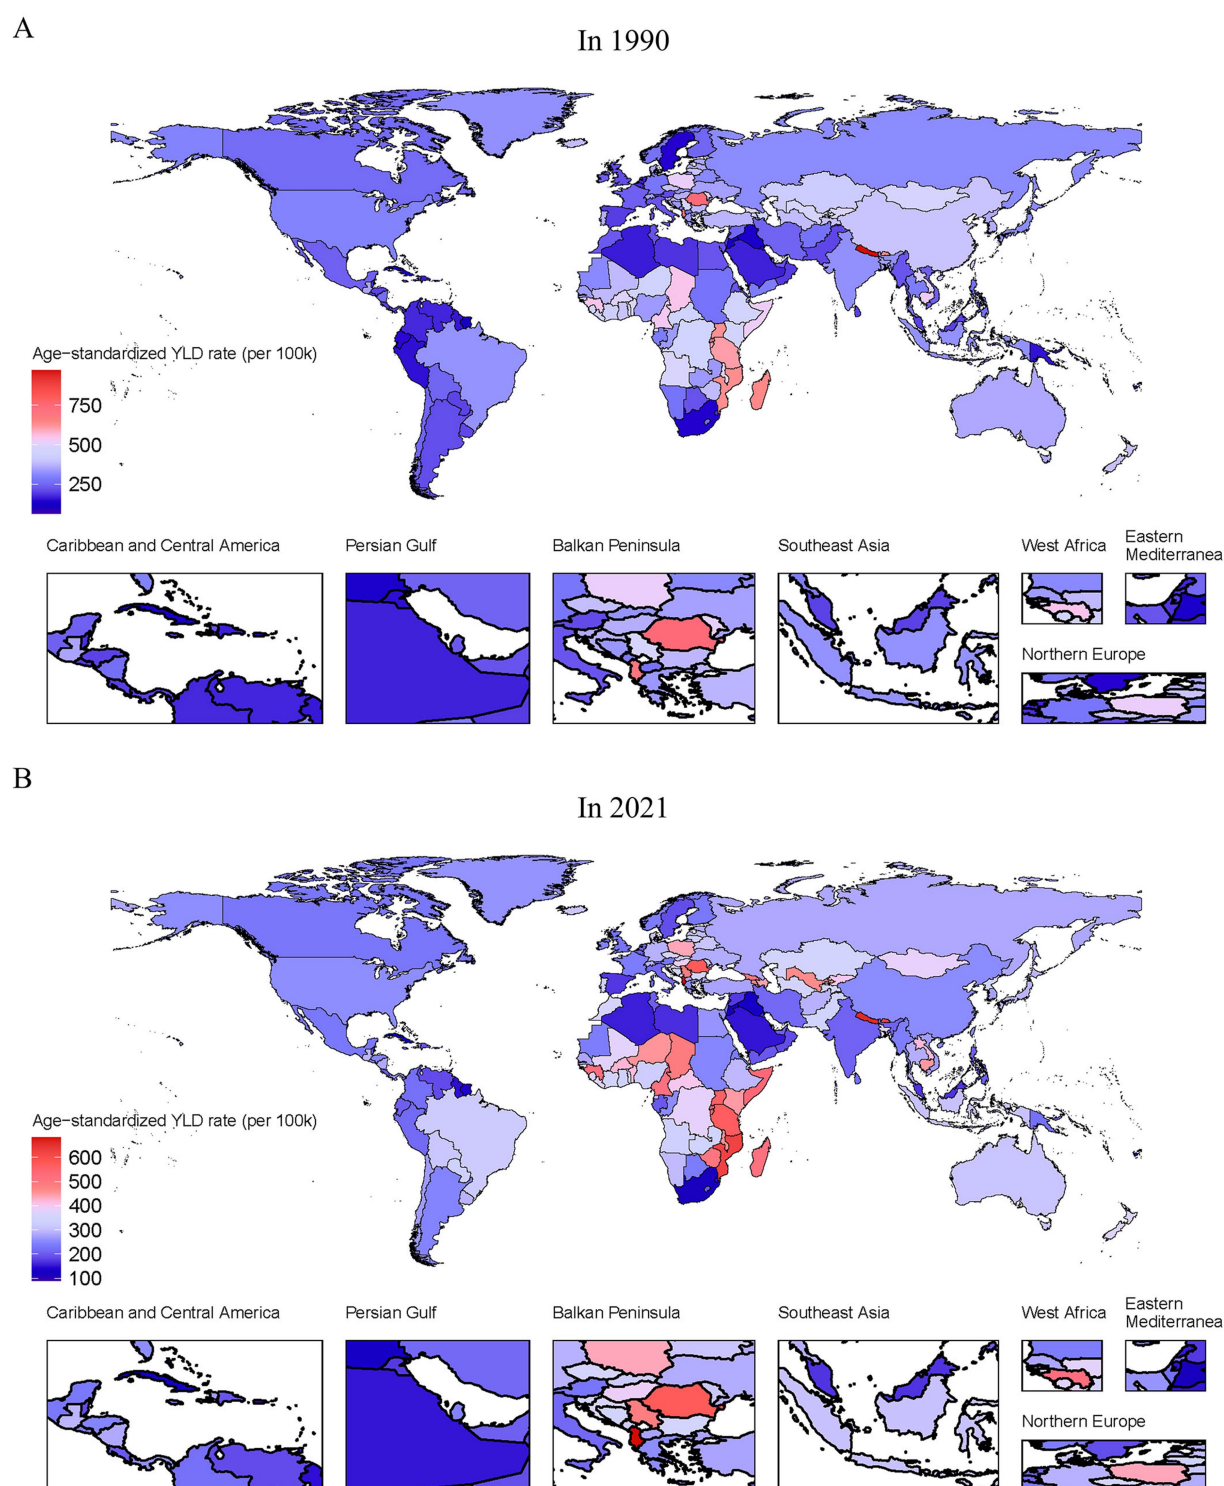 A
In 1990
Age-standardized YLD rate (per 100k)
750
500
250
Caribbean and Central America
Persian Gulf
Balkan Peninsula
Southeast Asia
West Africa
Eastern
Mediterranea
Northern Europe
B
In 2021
Age-standardized YLD rate (per 100k)
600
500
400
300
200
100
Caribbean and Central America
Persian Gulf
Balkan Peninsula
Southeast Asia
West Africa
Eastern
Mediterranea
Northern Europe